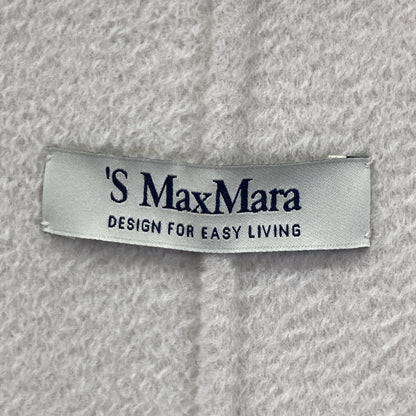 'S MaxMara
DESIGN FOR EASY LIVING